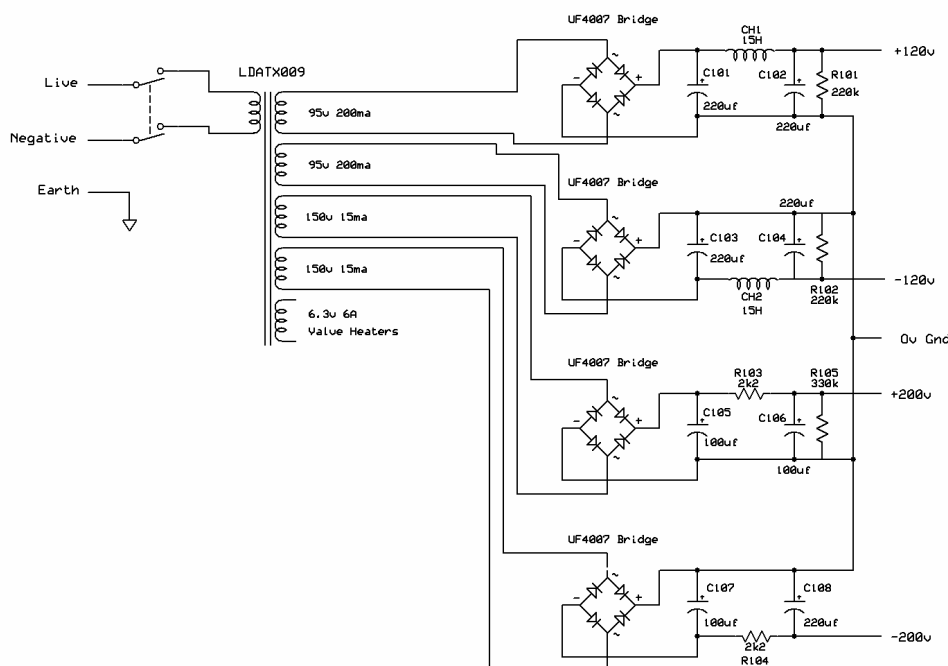 UF4007 Bridge
CH1
15H
+120v
C101
220uf
C102
220uf
R101
220k
Live
LDATX009
95v 200ma
Negative
95v 200ma
UF4007 Bridge
Earth
220uf
150v 15ma
C103
220uf
C104
150v 15ma
-120v
R102
220k
CH2
15H
6.3v 6A
Valve Heaters
0v Gnd
UF4007 Bridge
R103
2k2
R105
330k
+200v
C105
100uf
C106
100uf
UF4007 Bridge
C107
100uf
C108
220uf
-200v
2k2
R104